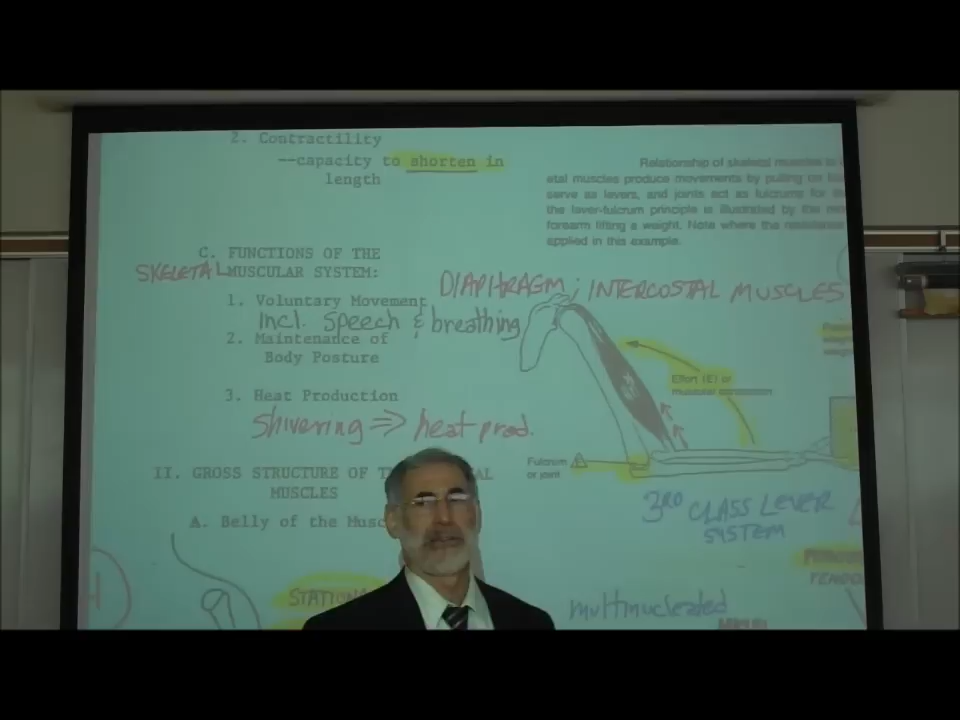 2. Contractility
--capacity to shorten in
length
Relationship of skeletal muscles to
etal muscles produce movements by pulling on
serve as levers, and joints act as fulcrums for
the lever-fulcrum principle is illustrated by the
forearm lifting a weight. Note where the resistance
applied in this example.
C. FUNCTIONS OF THE
SKELETAL MUSCULAR SYSTEM:
DIAPHRAGM; INTERCOSTAL MUSCLES
1. Voluntary Movement
Incl. speech & breathing
2. Maintenance of
Body Posture
Effort (E) or
muscular contraction
3. Heat Production
shivering => heat prod.
Fulcrum
or joint
II. GROSS STRUCTURE OF
MUSCLES
3RD CLASS LEVER
SYSTEM
A. Belly of the Musc
STATION
multinucleated